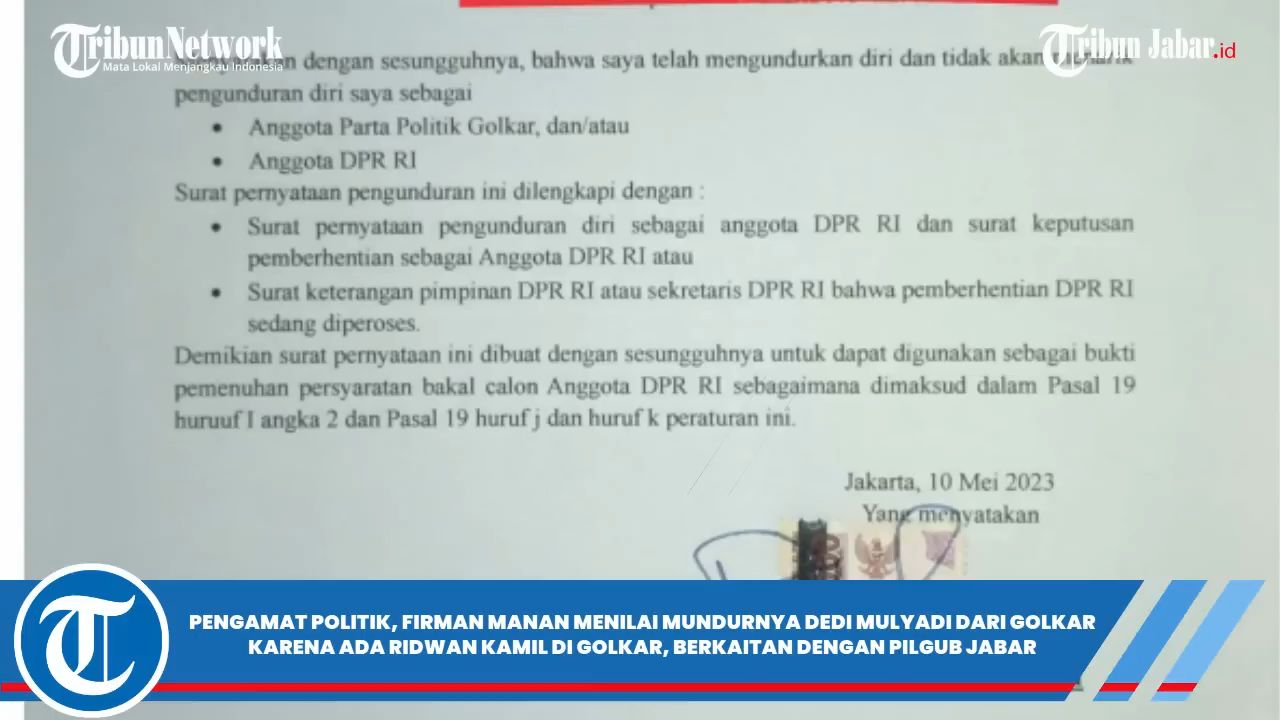 TribunNetwork
Mata Lokal Menjangkau Indonesia
Tribun Jabar.id
dengan sesungguhnya, bahwa saya telah mengundurkan diri dan tidak akan
pengunduran diri saya sebagai
• Anggota Parta Politik Golkar, dan/atau
• Anggota DPR RI
Surat pernyataan pengunduran ini dilengkapi dengan :
• Surat pernyataan pengunduran diri sebagai anggota DPR RI dan surat keputusan
pemberhentian sebagai Anggota DPR RI atau
• Surat keterangan pimpinan DPR RI atau sekretaris DPR RI bahwa pemberhentian DPR RI
sedang diperoses.
Demikian surat pernyataan ini dibuat dengan sesungguhnya untuk dapat digunakan sebagai bukti
pemenuhan persyaratan bakal calon Anggota DPR RI sebagaimana dimaksud dalam Pasal 19
huruuf I angka 2 dan Pasal 19 huruf j dan huruf k peraturan ini.
Jakarta, 10 Mei 2023
Yang menyatakan
T
PENGAMAT POLITIK, FIRMAN MANAN MENILAI MUNDURNYA DEDI MULYADI DARI GOLKAR
KARENA ADA RIDWAN KAMIL DI GOLKAR, BERKAITAN DENGAN PILGUB JABAR